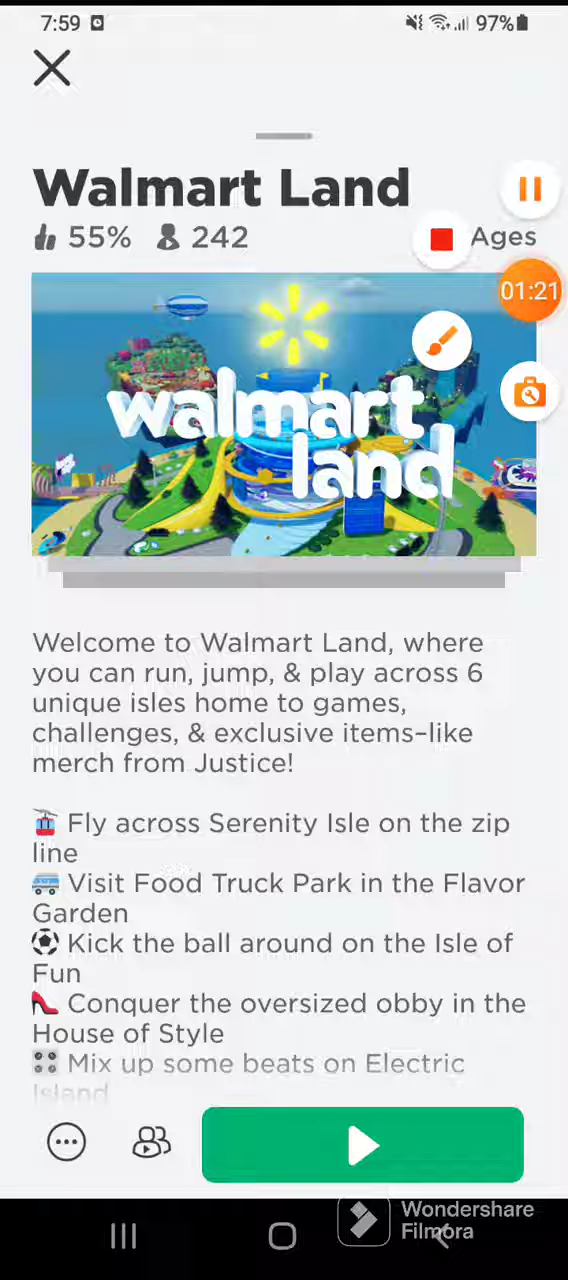 7:59
97%
Walmart Land
55% 242
Ages
01:21
walmart
land
Welcome to Walmart Land, where
you can run, jump, & play across 6
unique isles home to games,
challenges, & exclusive items–like
merch from Justice!
Fly across Serenity Isle on the zip
line
Visit Food Truck Park in the Flavor
Garden
Kick the ball around on the Isle of
Fun
Conquer the oversized obby in the
House of Style
Mix up some beats on Electric
Island
Wondershare
Filmora